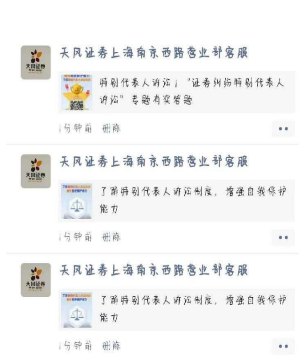 天风证券上海南京西路营业部客服
特别代表人诉讼｜“证券纠纷特别代表人
诉讼”专题有奖答题
1分钟前 删除
天风证券上海南京西路营业部客服
了解特别代表人诉讼制度，增强自我保护
能力
1分钟前 删除
天风证券上海南京西路营业部客服
了解特别代表人诉讼制度，增强自我保护
能力
1分钟前 删除